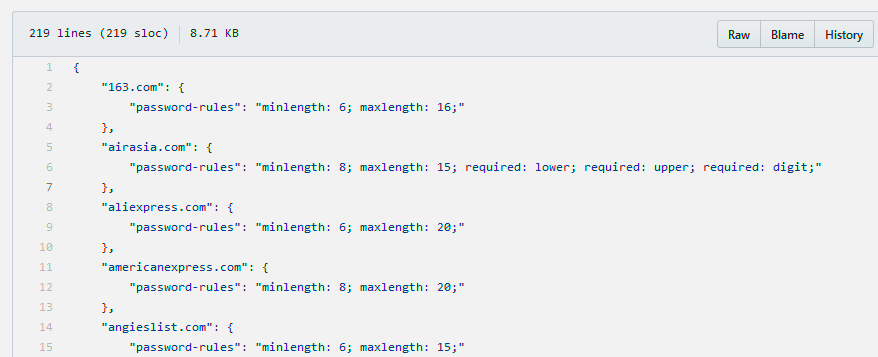 219 lines (219 sloc) 8.71 KB Raw Blame History
1 {
2 "163.com": {
3 "password-rules": "minlength: 6; maxlength: 16;"
4 },
5 "airasia.com": {
6 "password-rules": "minlength: 8; maxlength: 15; required: lower; required: upper; required: digit;"
7 },
8 "aliexpress.com": {
9 "password-rules": "minlength: 6; maxlength: 20;"
10 },
11 "americanexpress.com": {
12 "password-rules": "minlength: 8; maxlength: 20;"
13 },
14 "angieslist.com": {
15 "password-rules": "minlength: 6; maxlength: 15;"